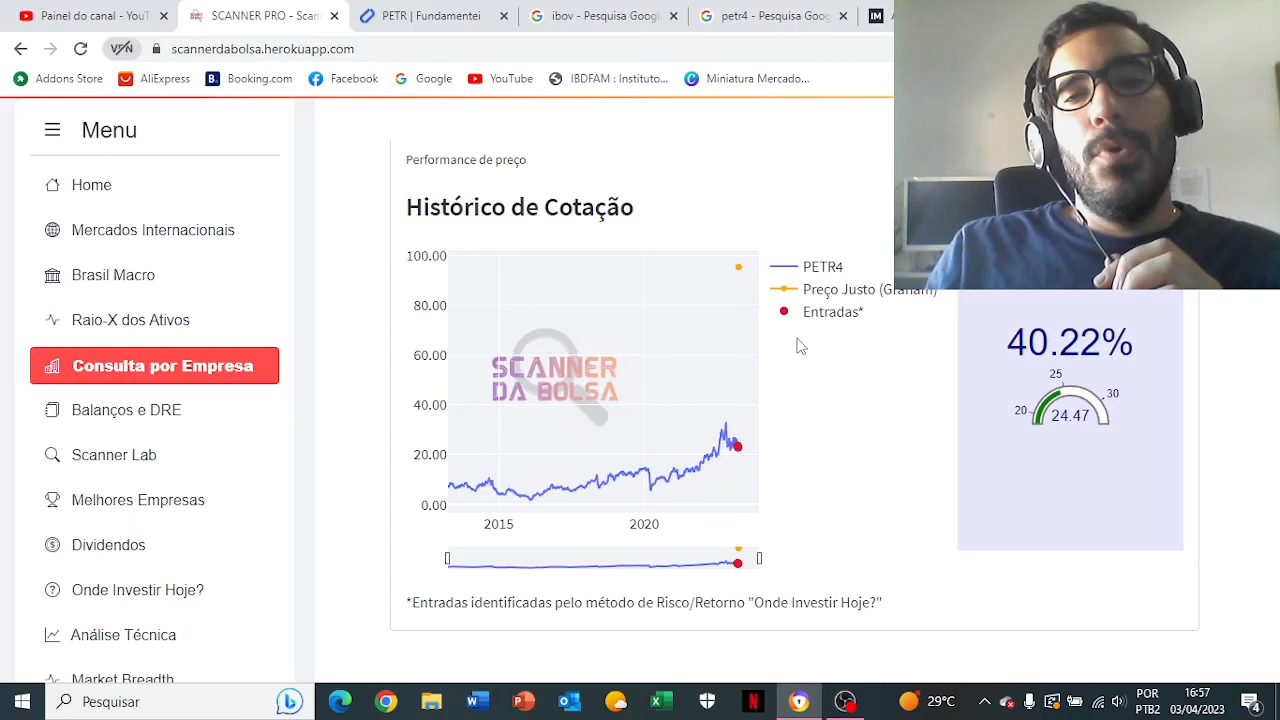 Painel do canal - YouT
SCANNER PRO - Scann
PETR | Fundamentei
ibov - Pesquisa Googl
petr4 - Pesquisa Goog
IM
VPN
scannerdabolsa.herokuapp.com
Addons Store
AliExpress
B.
Booking.com
Facebook
Google
YouTube
IBDFAM : Instituto...
Miniatura Mercado...
Menu
Home
Mercados Internacionais
Brasil Macro
Raio-X dos Ativos
Consulta por Empresa
Balanços e DRE
Scanner Lab
Melhores Empresas
Dividendos
Onde Investir Hoje?
Análise Técnica
Market Breadth
Performance de preço
Histórico de Cotação
100.00
80.00
60.00
40.00
20.00
0.00
2015
2020
SCANNER
DA BOLSA
PETR4
Preço Justo (Graham)
Entradas*
40.22%
20
25
30
24.47
*Entradas identificadas pelo método de Risco/Retorno "Onde Investir Hoje?"
Pesquisar
29°C
POR
PTB2
16:57
03/04/2023
4